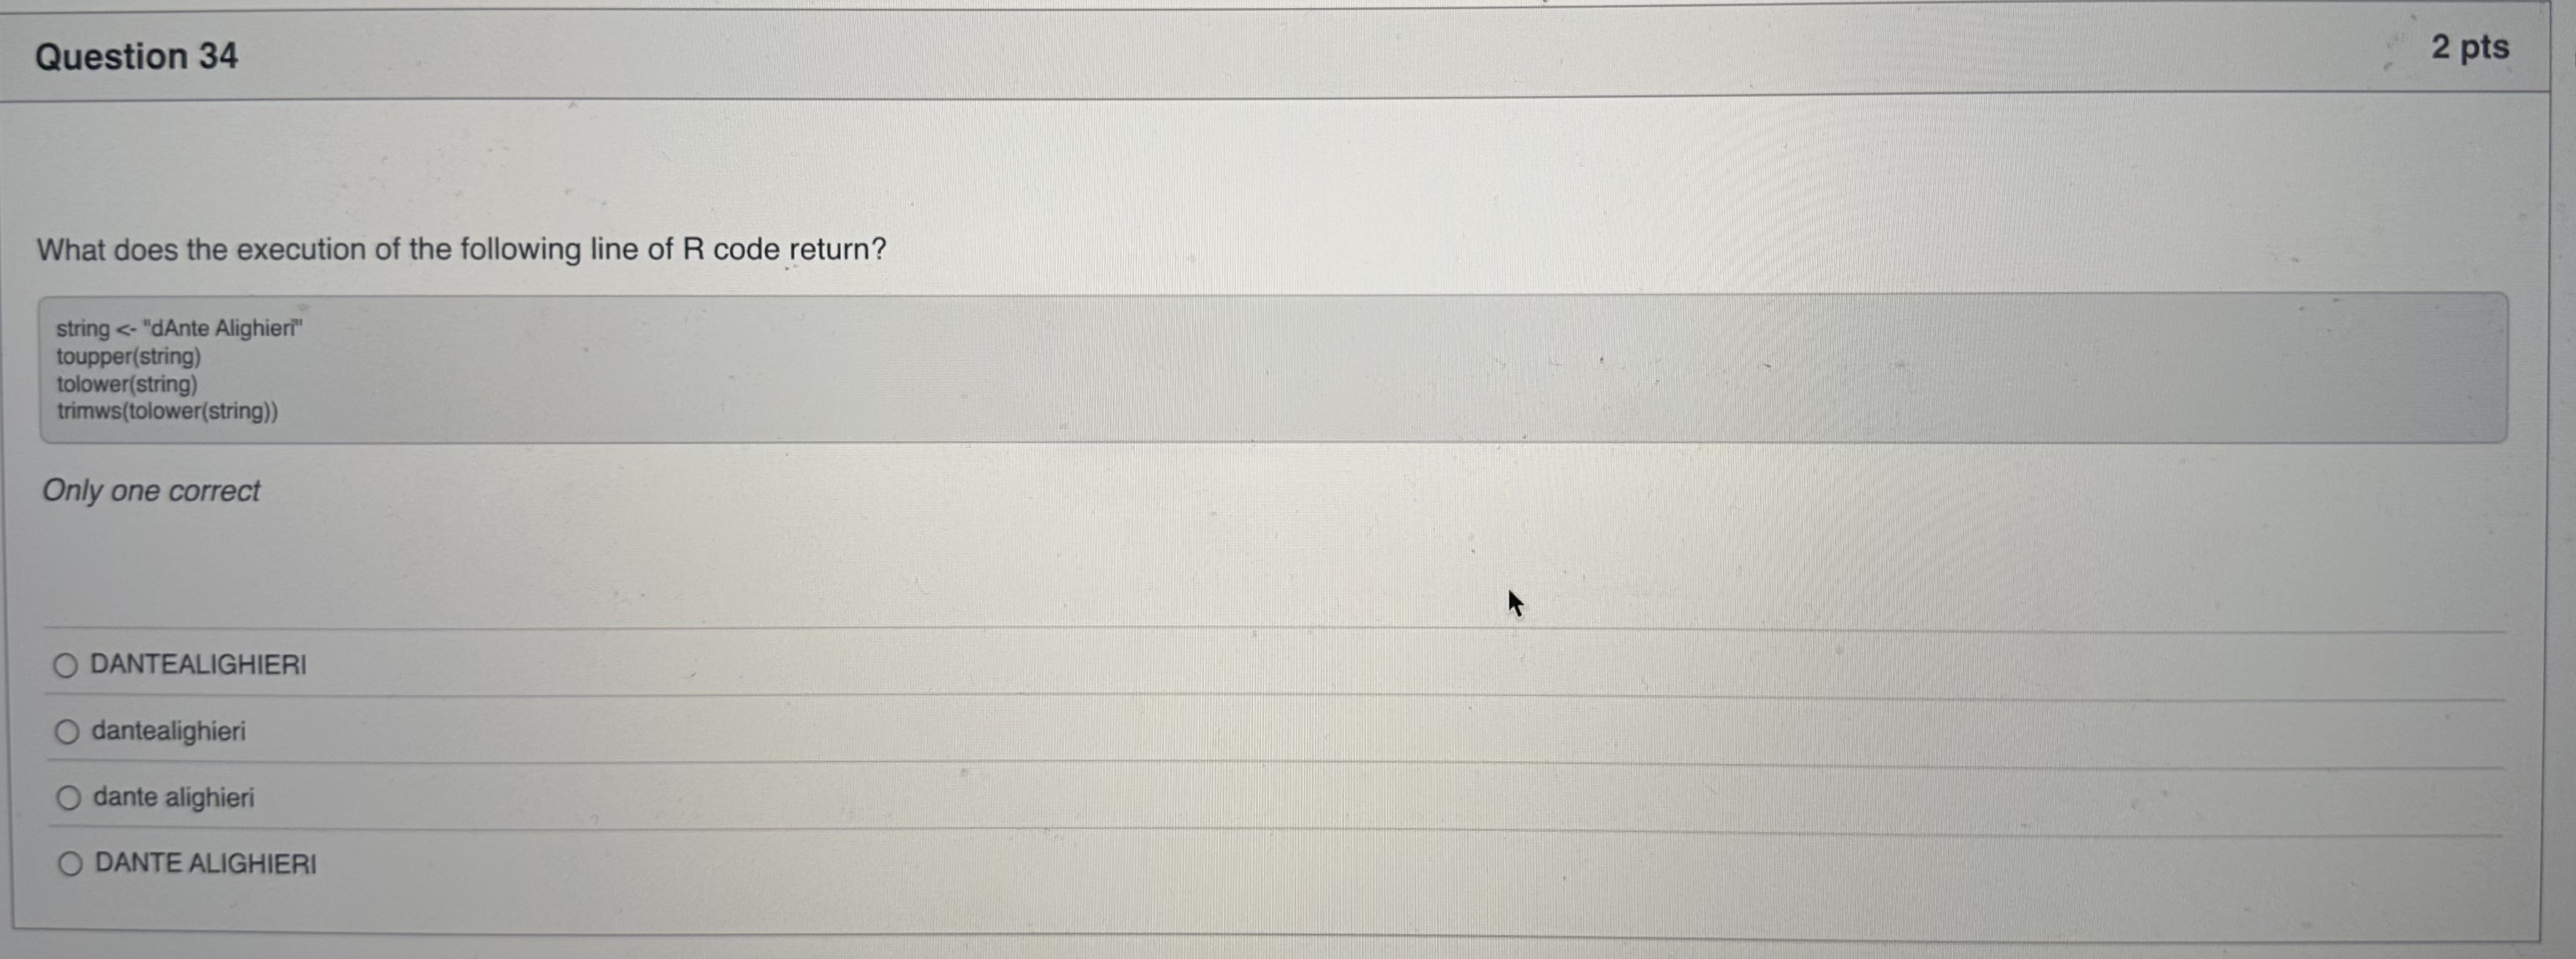 Question 34
2 pts
What does the execution of the following line of R code return?
string <- "dAnte Alighieri"
toupper(string)
tolower(string)
trimws(tolower(string))
Only one correct
DANTEALIGHIERI
dantealighieri
dante alighieri
DANTE ALIGHIERI